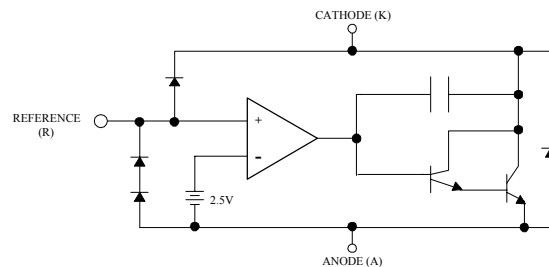 CATHODE (K)
REFERENCE
(R)
+
-
2.5V
ANODE (A)